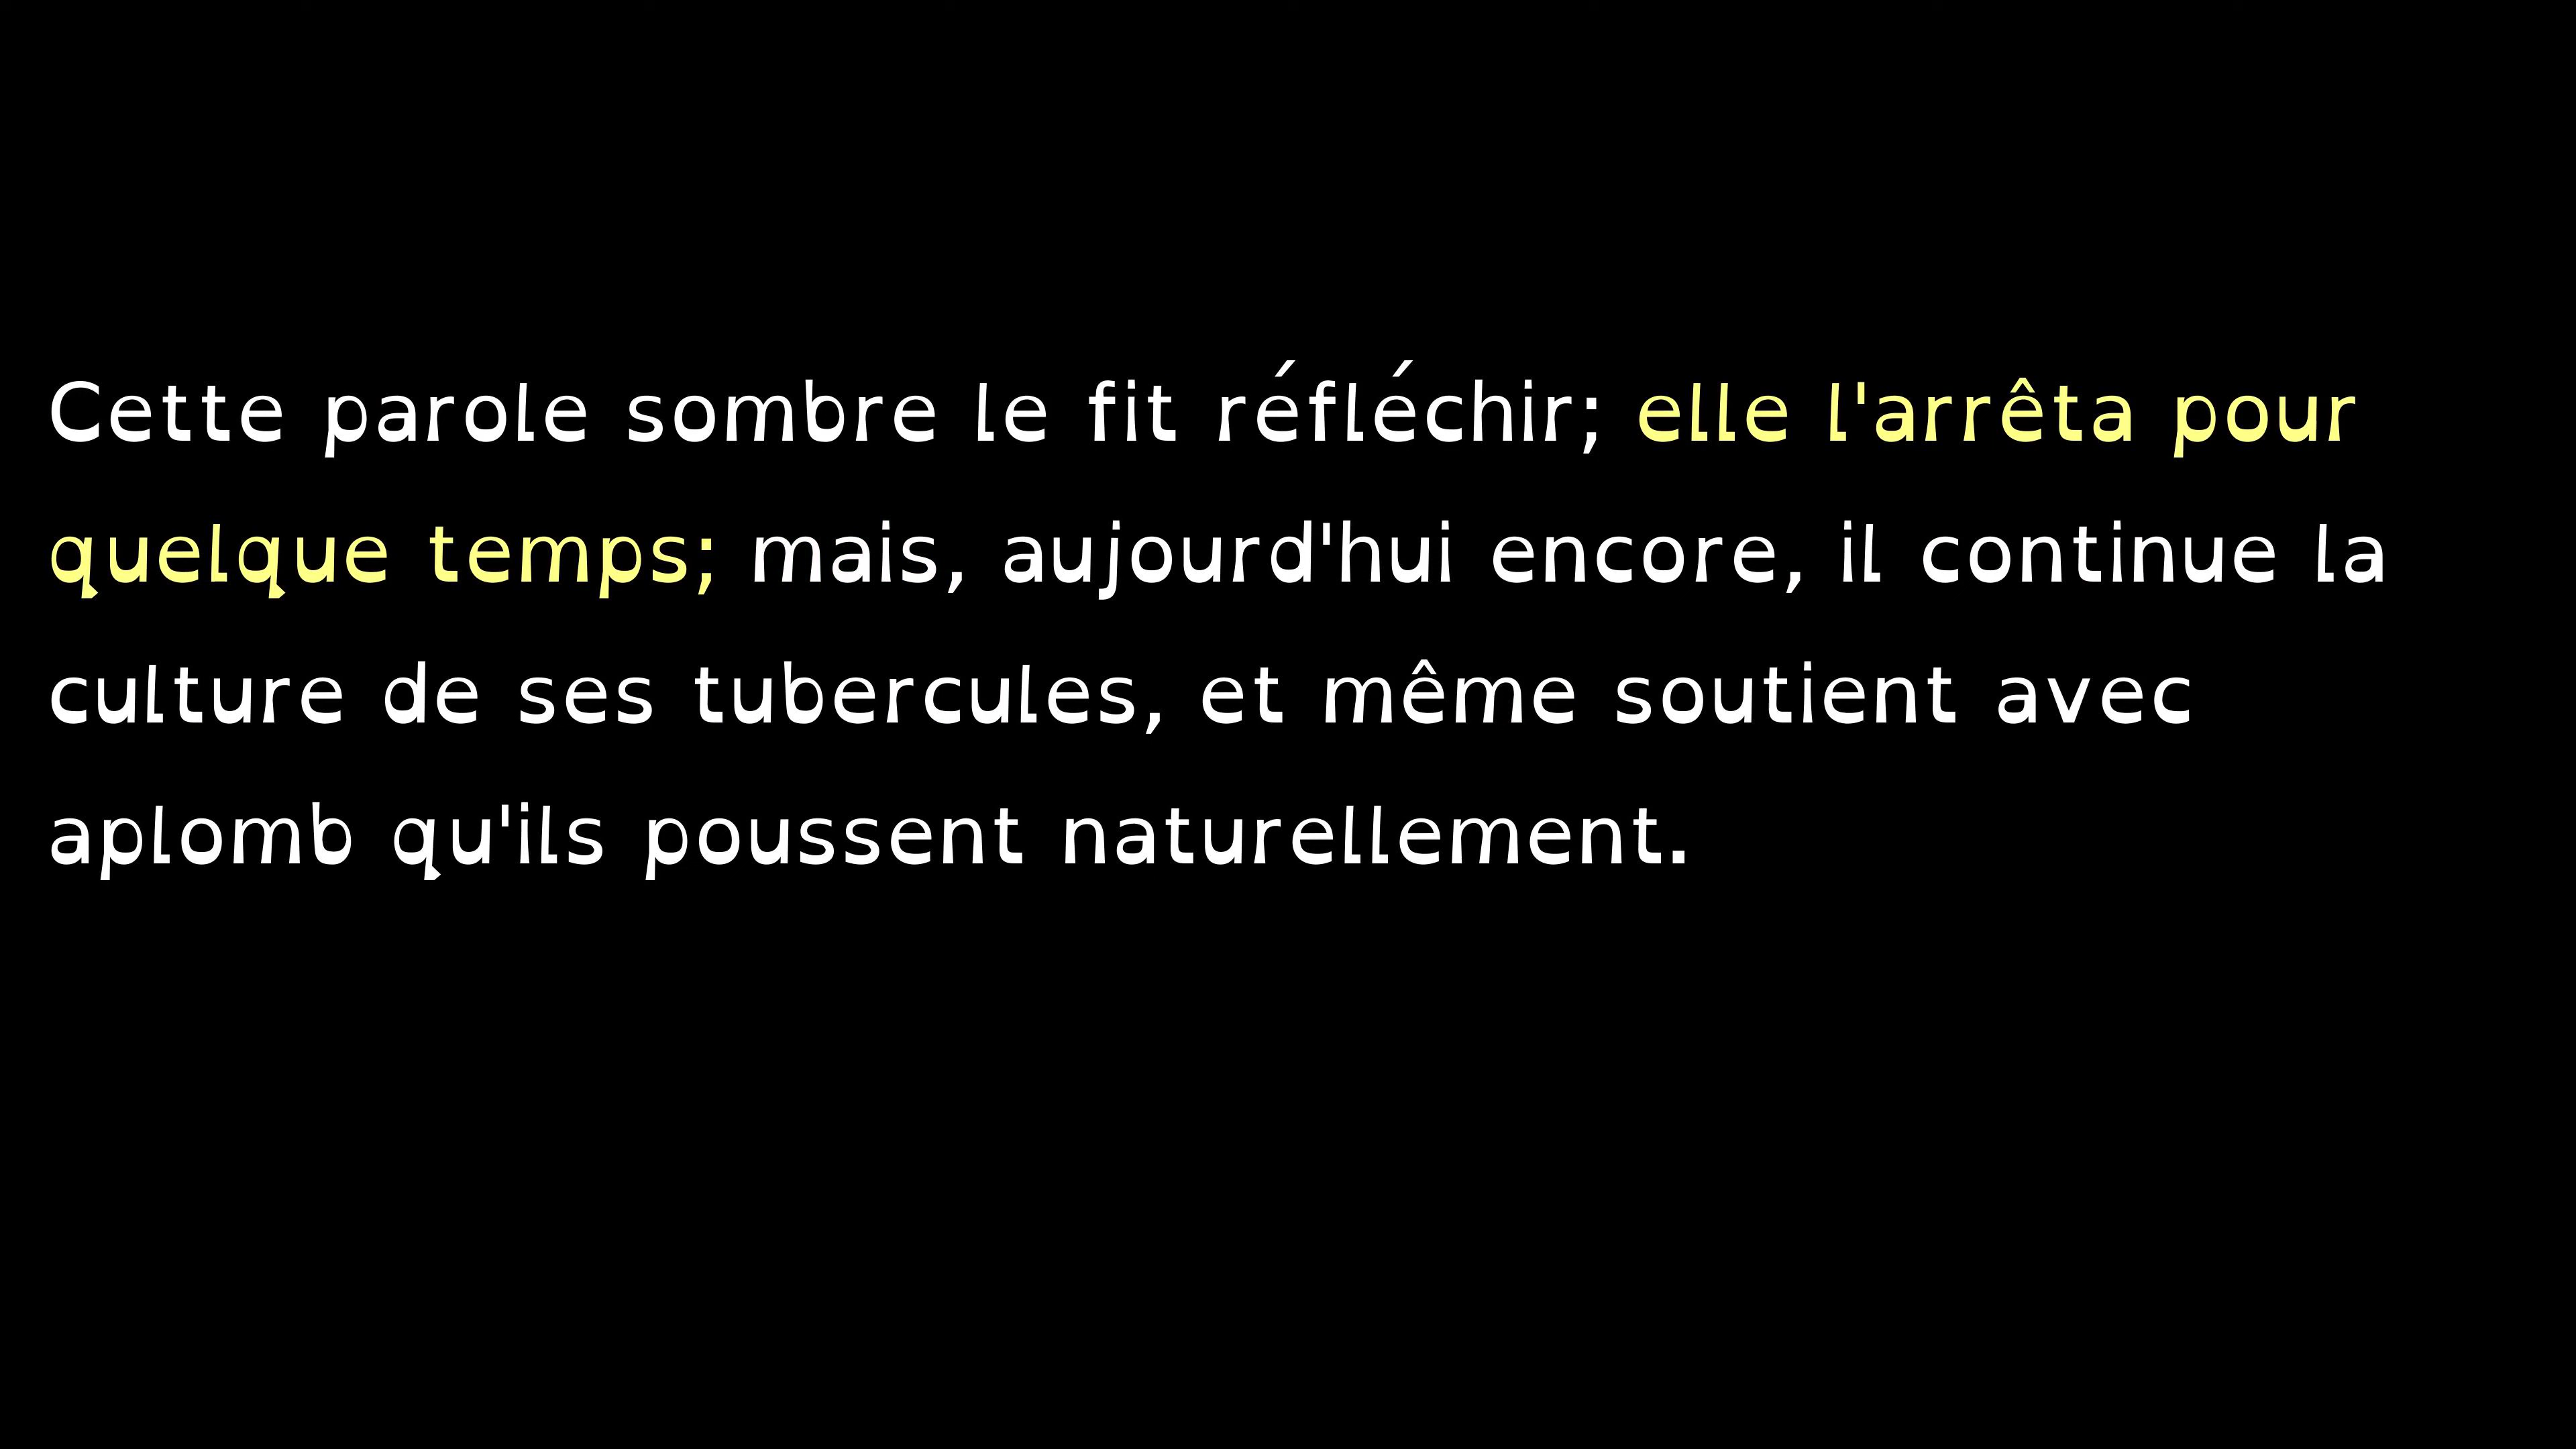 Cette parole sombre le fit réfléchir; elle l'arrêta pour
quelque temps; mais, aujourd'hui encore, il continue la
culture de ses tubercules, et même soutient avec
aplomb qu'ils poussent naturellement.